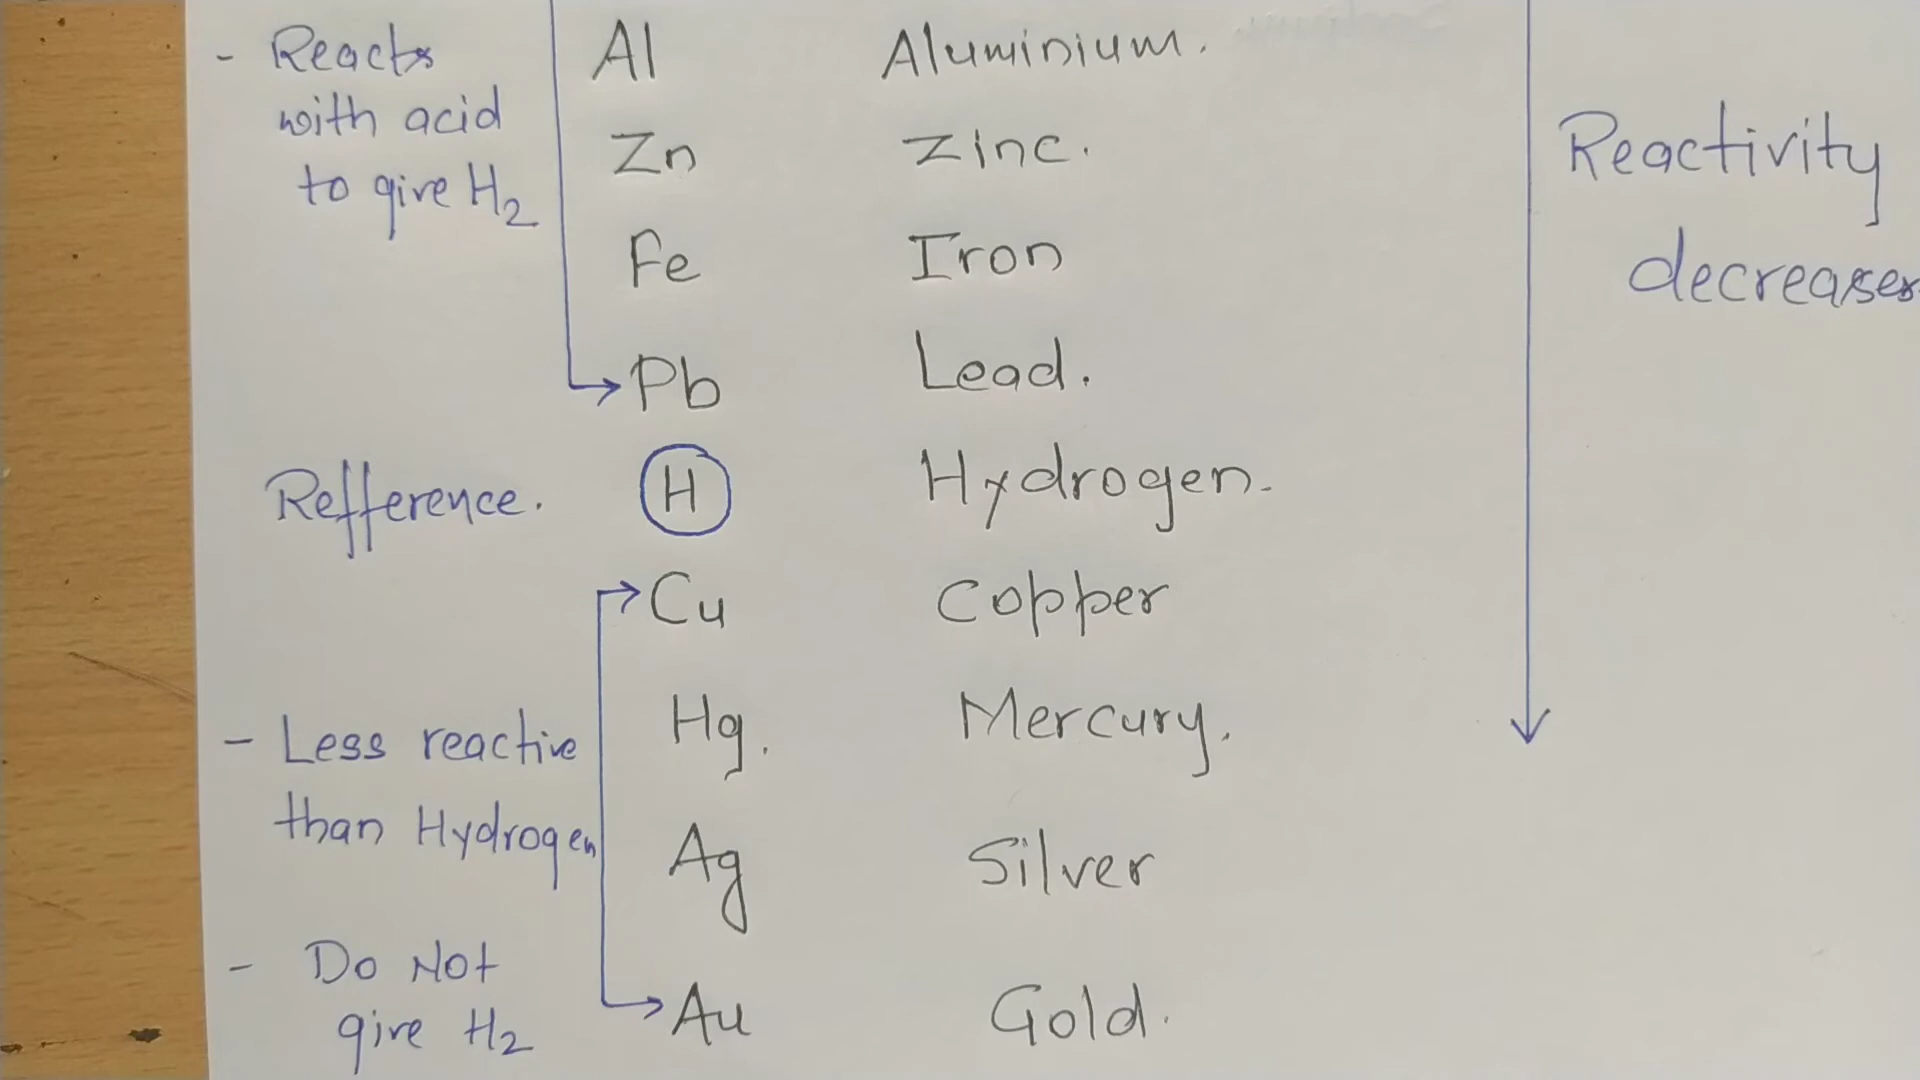 - Reacts
with acid
to give H₂
Al Aluminium.
Zn Zinc.
Fe Iron
Pb Lead.
Refference. H Hydrogen.
Cu Copper
Hg. Mercury.
Ag Silver
Au Gold.
- Less reactive
than Hydrogen
- Do Not
give H₂
Reactivity
decreases